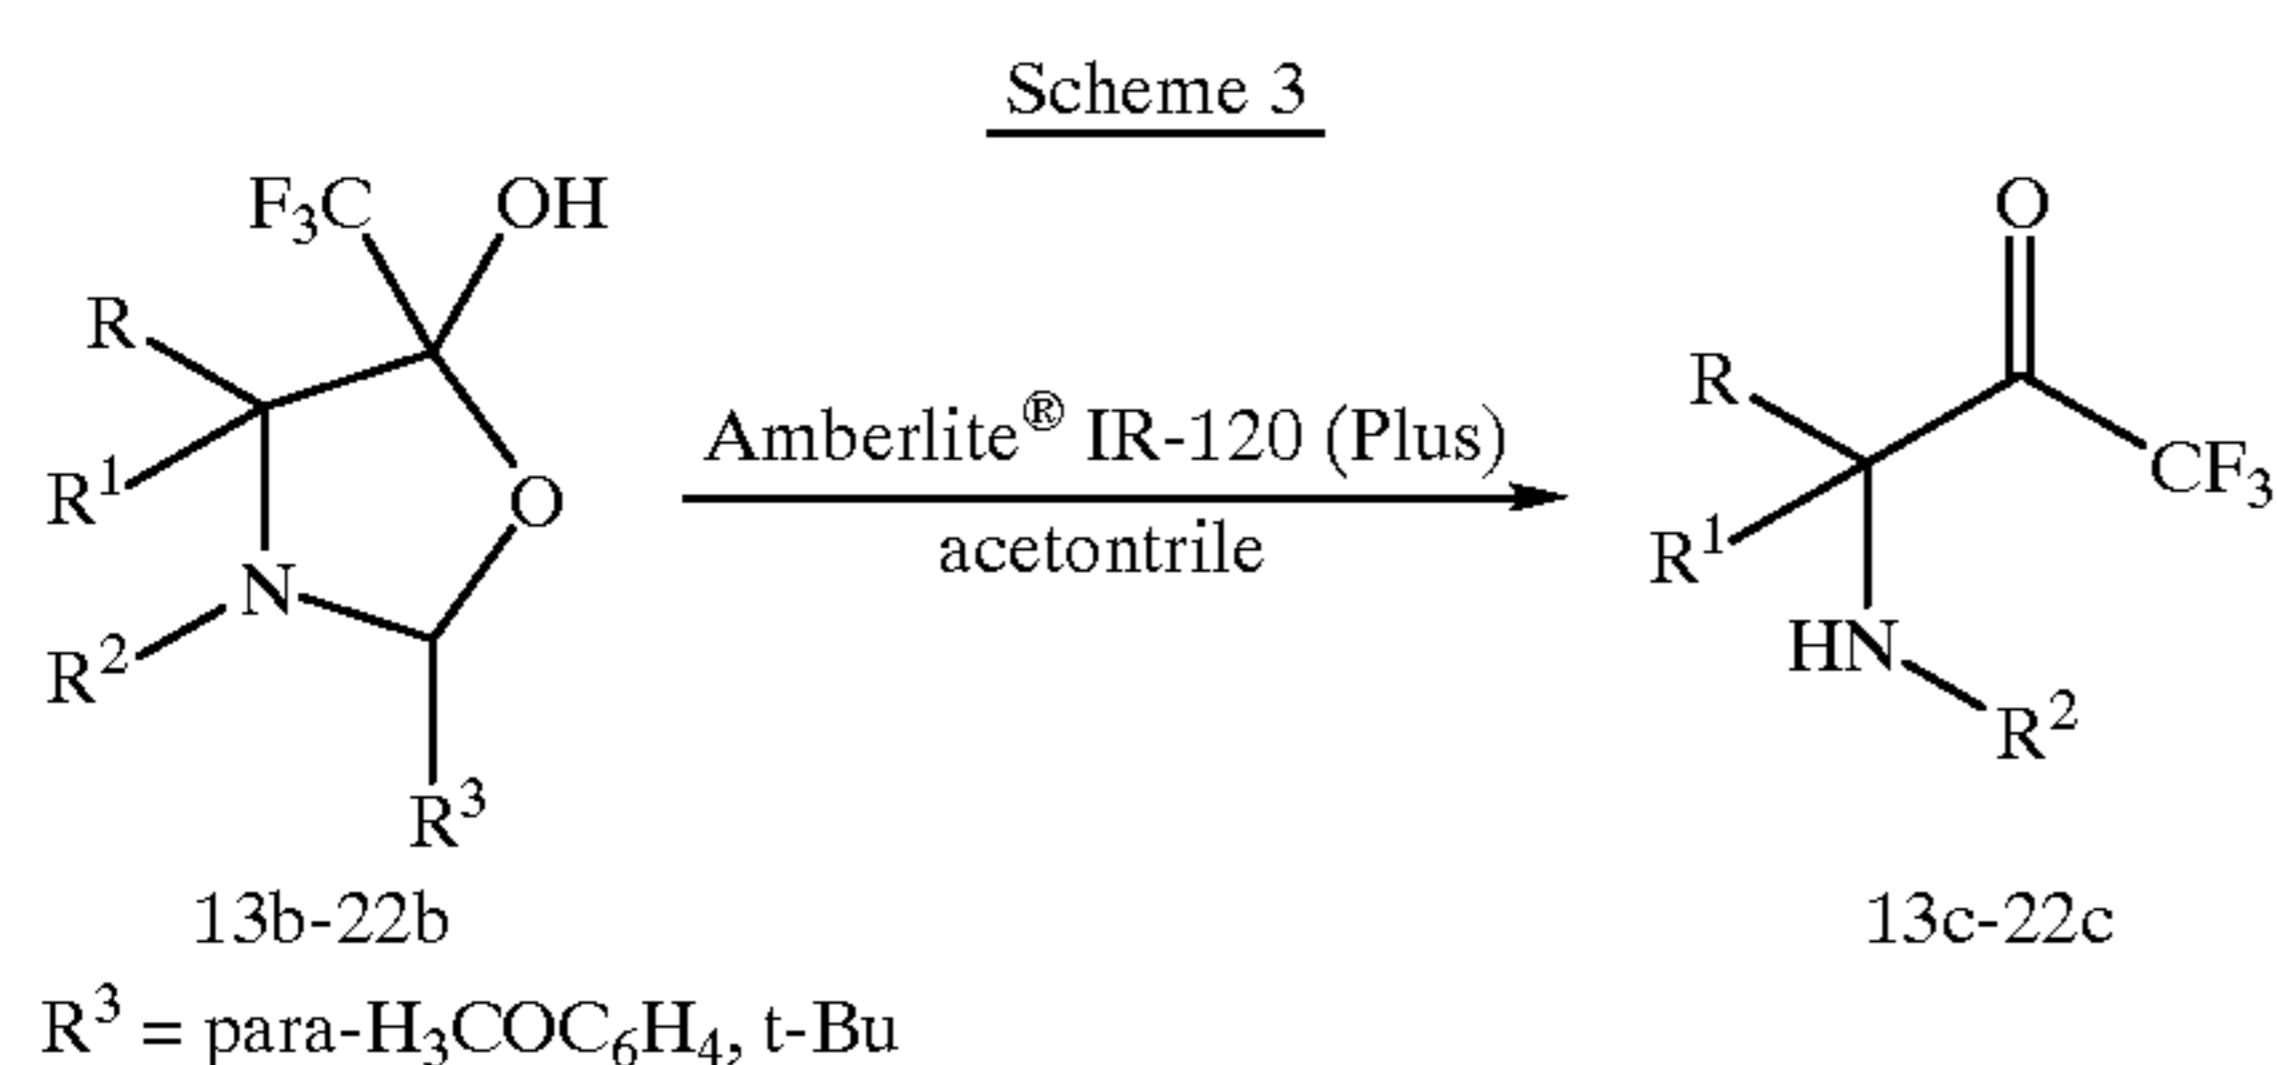 Scheme 3
F₃C OH
R
R¹
N
O
R²
R³
13b-22b
R³ = para-H₃COC₆H₄, t-Bu
Amberlite® IR-120 (Plus)
acetontrile
O
R
R¹
CF₃
HN
R²
13c-22c